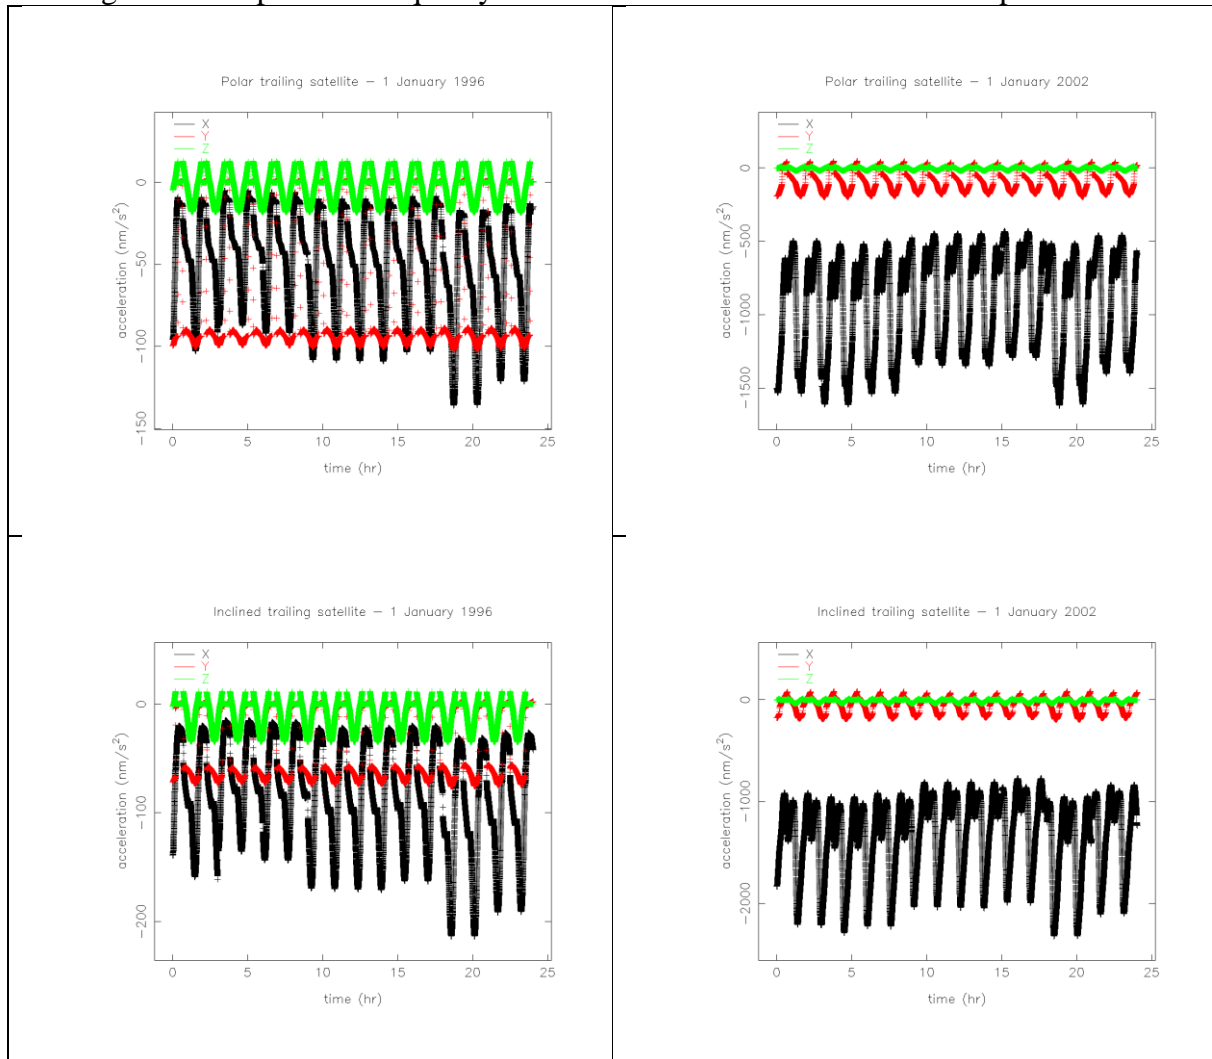 Polar trailing satellite – 1 January 1996
X
Y
Z
0
-50
-100
-150
acceleration (nm/s²)
0 5 10 15 20 25
time (hr)
Polar trailing satellite – 1 January 2002
X
Y
Z
0
-500
-1000
-1500
acceleration (nm/s²)
0 5 10 15 20 25
time (hr)
Inclined trailing satellite – 1 January 1996
X
Y
Z
0
-100
-200
acceleration (nm/s²)
0 5 10 15 20 25
time (hr)
Inclined trailing satellite – 1 January 2002
X
Y
Z
0
-1000
-2000
acceleration (nm/s²)
0 5 10 15 20 25
time (hr)